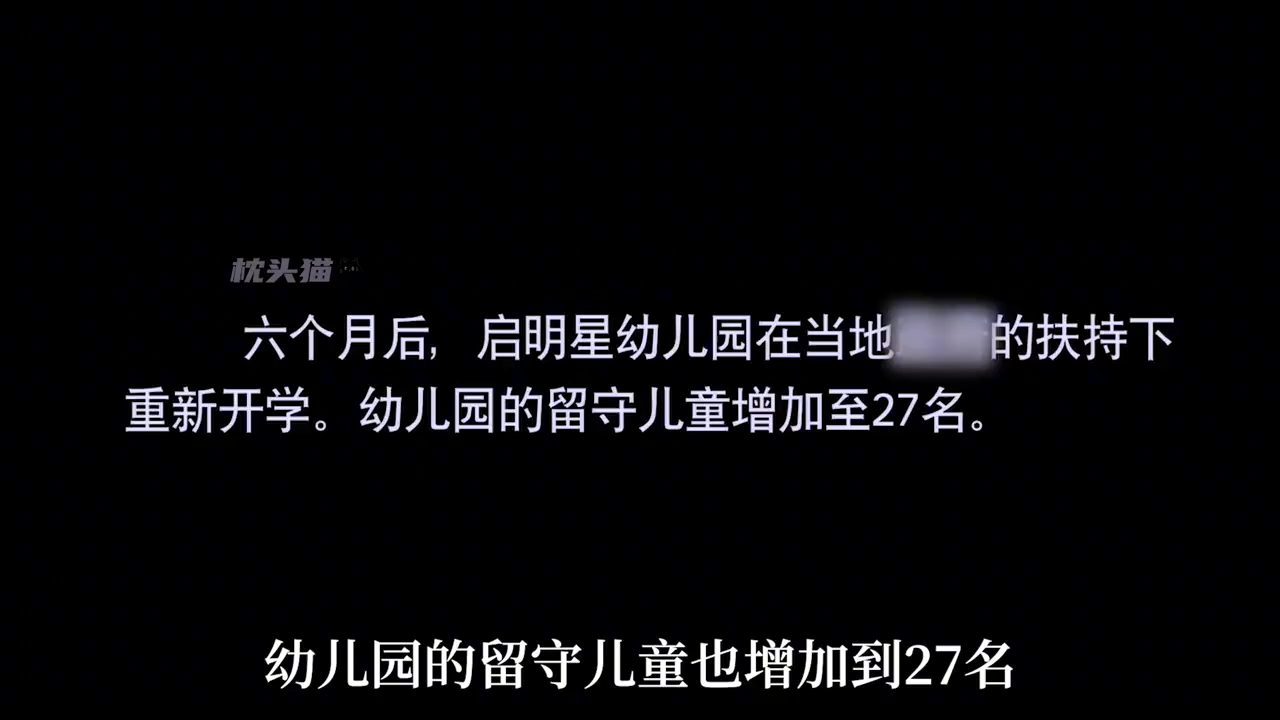 枕头猫
六个月后，启明星幼儿园在当地的扶持下
重新开学。幼儿园的留守儿童增加至27名。
幼儿园的留守儿童也增加到27名